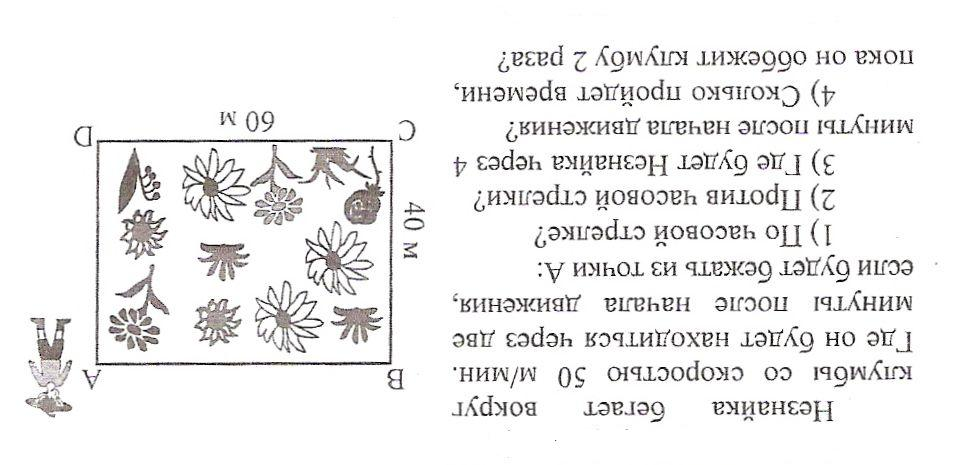 Незнайка бегает вокруг
клумбы со скоростью 50 м/мин.
Где он будет находиться через две
минуты после начала движения,
если будет бежать из точки А:
1) По часовой стрелке?
2) Против часовой стрелки?
3) Где будет Незнайка через 4
минуты после начала движения?
4) Сколько пройдет времени,
пока он оббежит клумбу 2 раза?
B
A
40 м
C
60 м
D